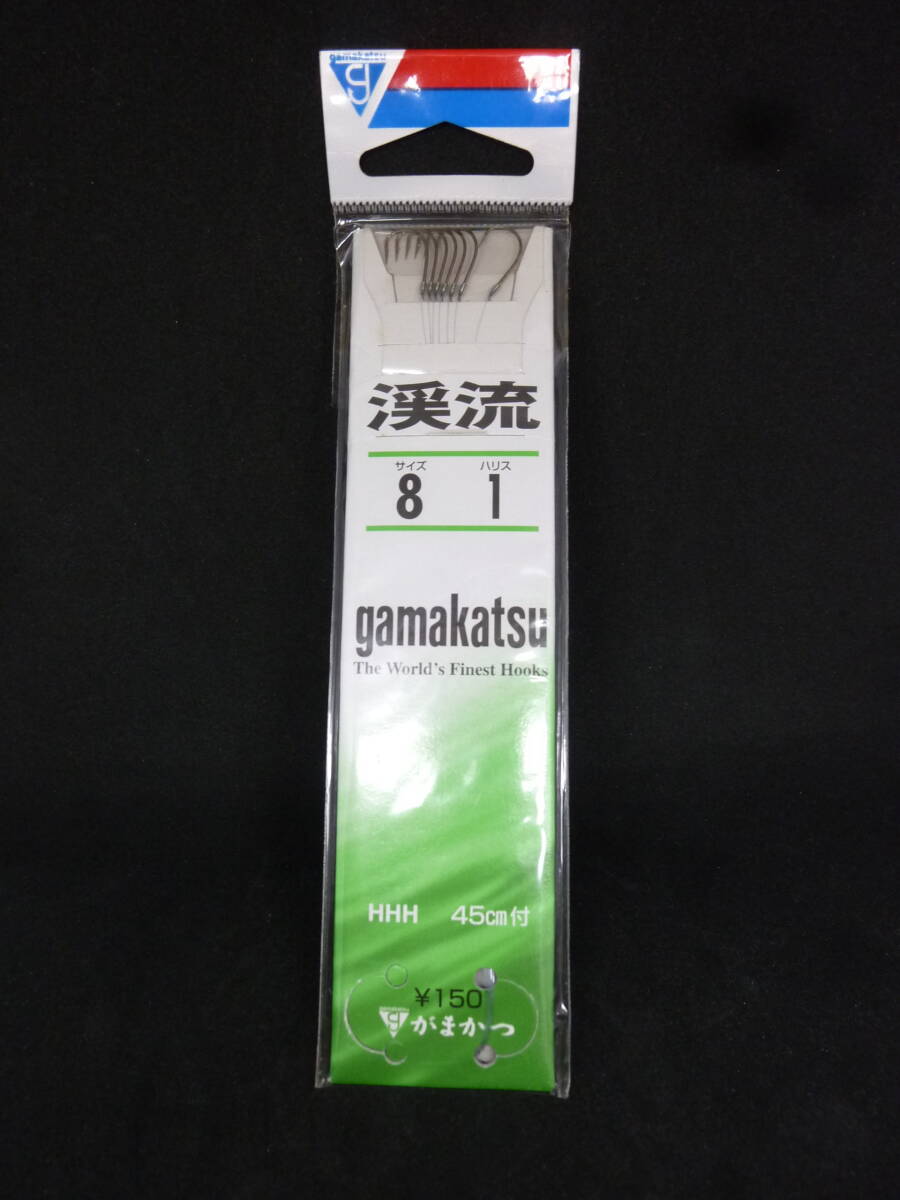 gamakatsu
渓流
サイズ ハリス
8 1
gamakatsu
The World's Finest Hooks
HHH 45cm付
¥150
がまかつ